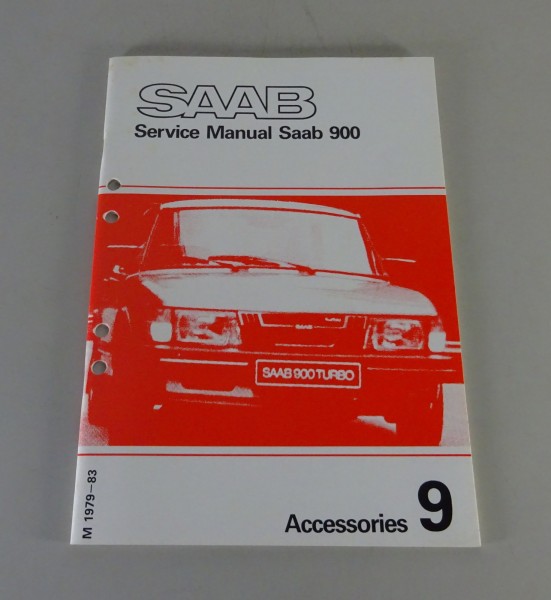 SAAB
Service Manual Saab 900
SAAB 900 TURBO
M 1979-83
Accessories 9